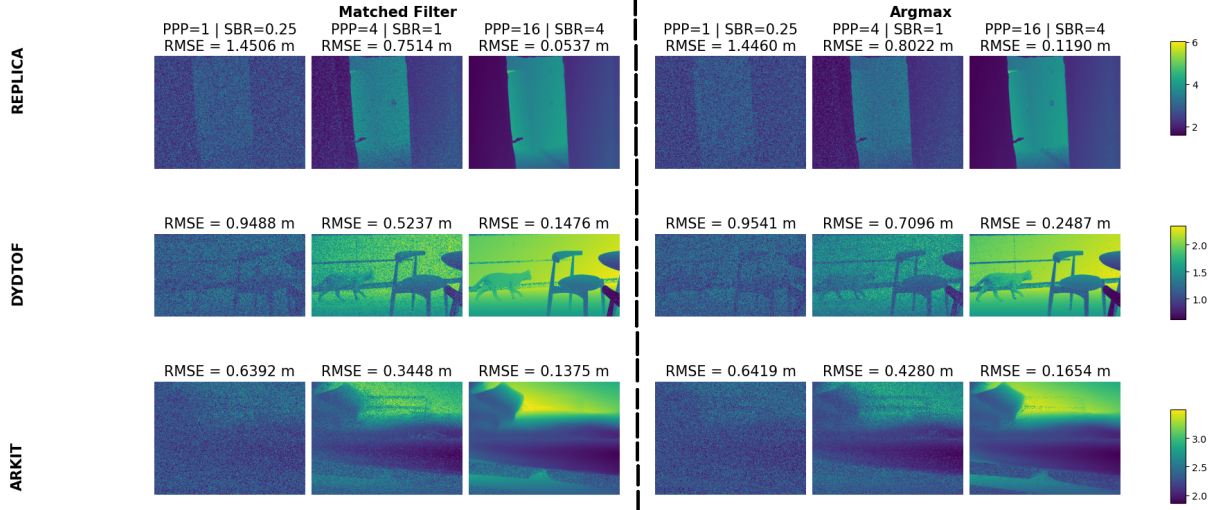 Matched Filter
Argmax
PPP=1 | SBR=0.25 PPP=4 | SBR=1 PPP=16 | SBR=4 PPP=1 | SBR=0.25 PPP=4 | SBR=1 PPP=16 | SBR=4
RMSE = 1.4506 m RMSE = 0.7514 m RMSE = 0.0537 m RMSE = 1.4460 m RMSE = 0.8022 m RMSE = 0.1190 m
REPLICA
6
4
2
RMSE = 0.9488 m RMSE = 0.5237 m RMSE = 0.1476 m RMSE = 0.9541 m RMSE = 0.7096 m RMSE = 0.2487 m
DYDTOF
2.0
1.5
1.0
RMSE = 0.6392 m RMSE = 0.3448 m RMSE = 0.1375 m RMSE = 0.6419 m RMSE = 0.4280 m RMSE = 0.1654 m
ARKIT
3.5
3.0
2.5
2.0